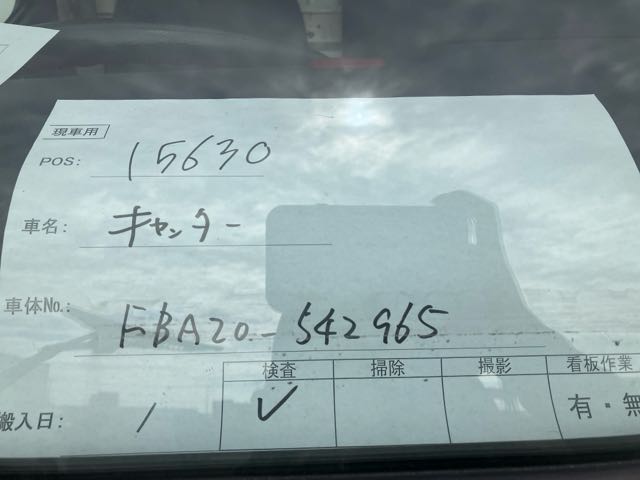 現車用
POS: 15630
車名: キャンター
車体No.: FBA20-542965
検査 掃除 撮影 看板作業
搬入日: / ✓ 有・無